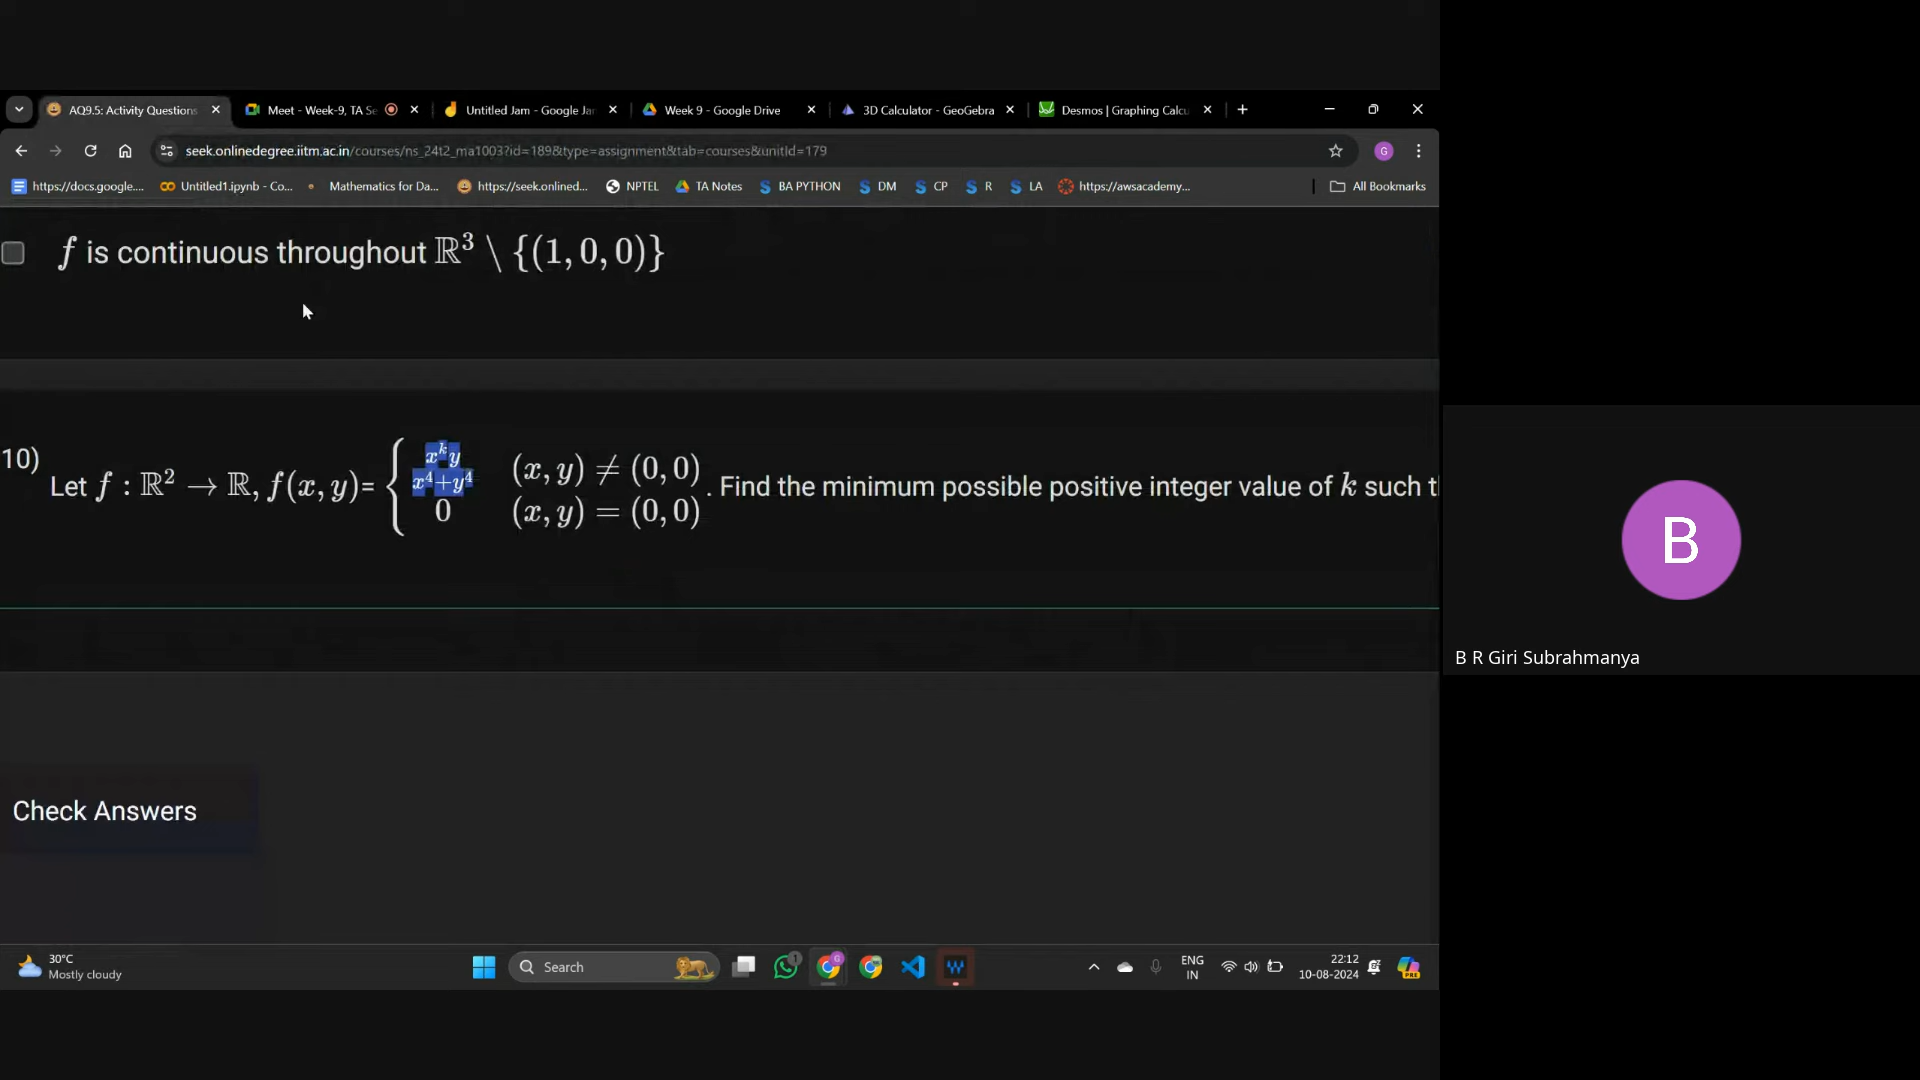 AQ9.5: Activity Questions
Meet - Week-9, TA Se
Untitled Jam - Google Ja
Week 9 - Google Drive
3D Calculator - GeoGebra
Desmos | Graphing Calcu
seek.onlinedegree.iitm.ac.in/courses/ns_24t2_ma1003?id=189&type=assignment&tab=courses&unitId=179
G
https://docs.google....
Untitled1.ipynb - Co...
Mathematics for Da...
https://seek.onlined...
NPTEL
TA Notes
BA PYTHON
DM
CP
R
LA
https://awsacademy...
All Bookmarks
f is continuous throughout ℝ³ \ {(1, 0, 0)}
10)
Let f : ℝ² → ℝ, f(x, y)= { xᵏy / x⁴+y⁴ (x, y) ≠ (0, 0)
0 (x, y) = (0, 0) . Find the minimum possible positive integer value of k such t
Check Answers
B
B R Giri Subrahmanya
30°C
Mostly cloudy
Search
ENG
IN
22:12
10-08-2024